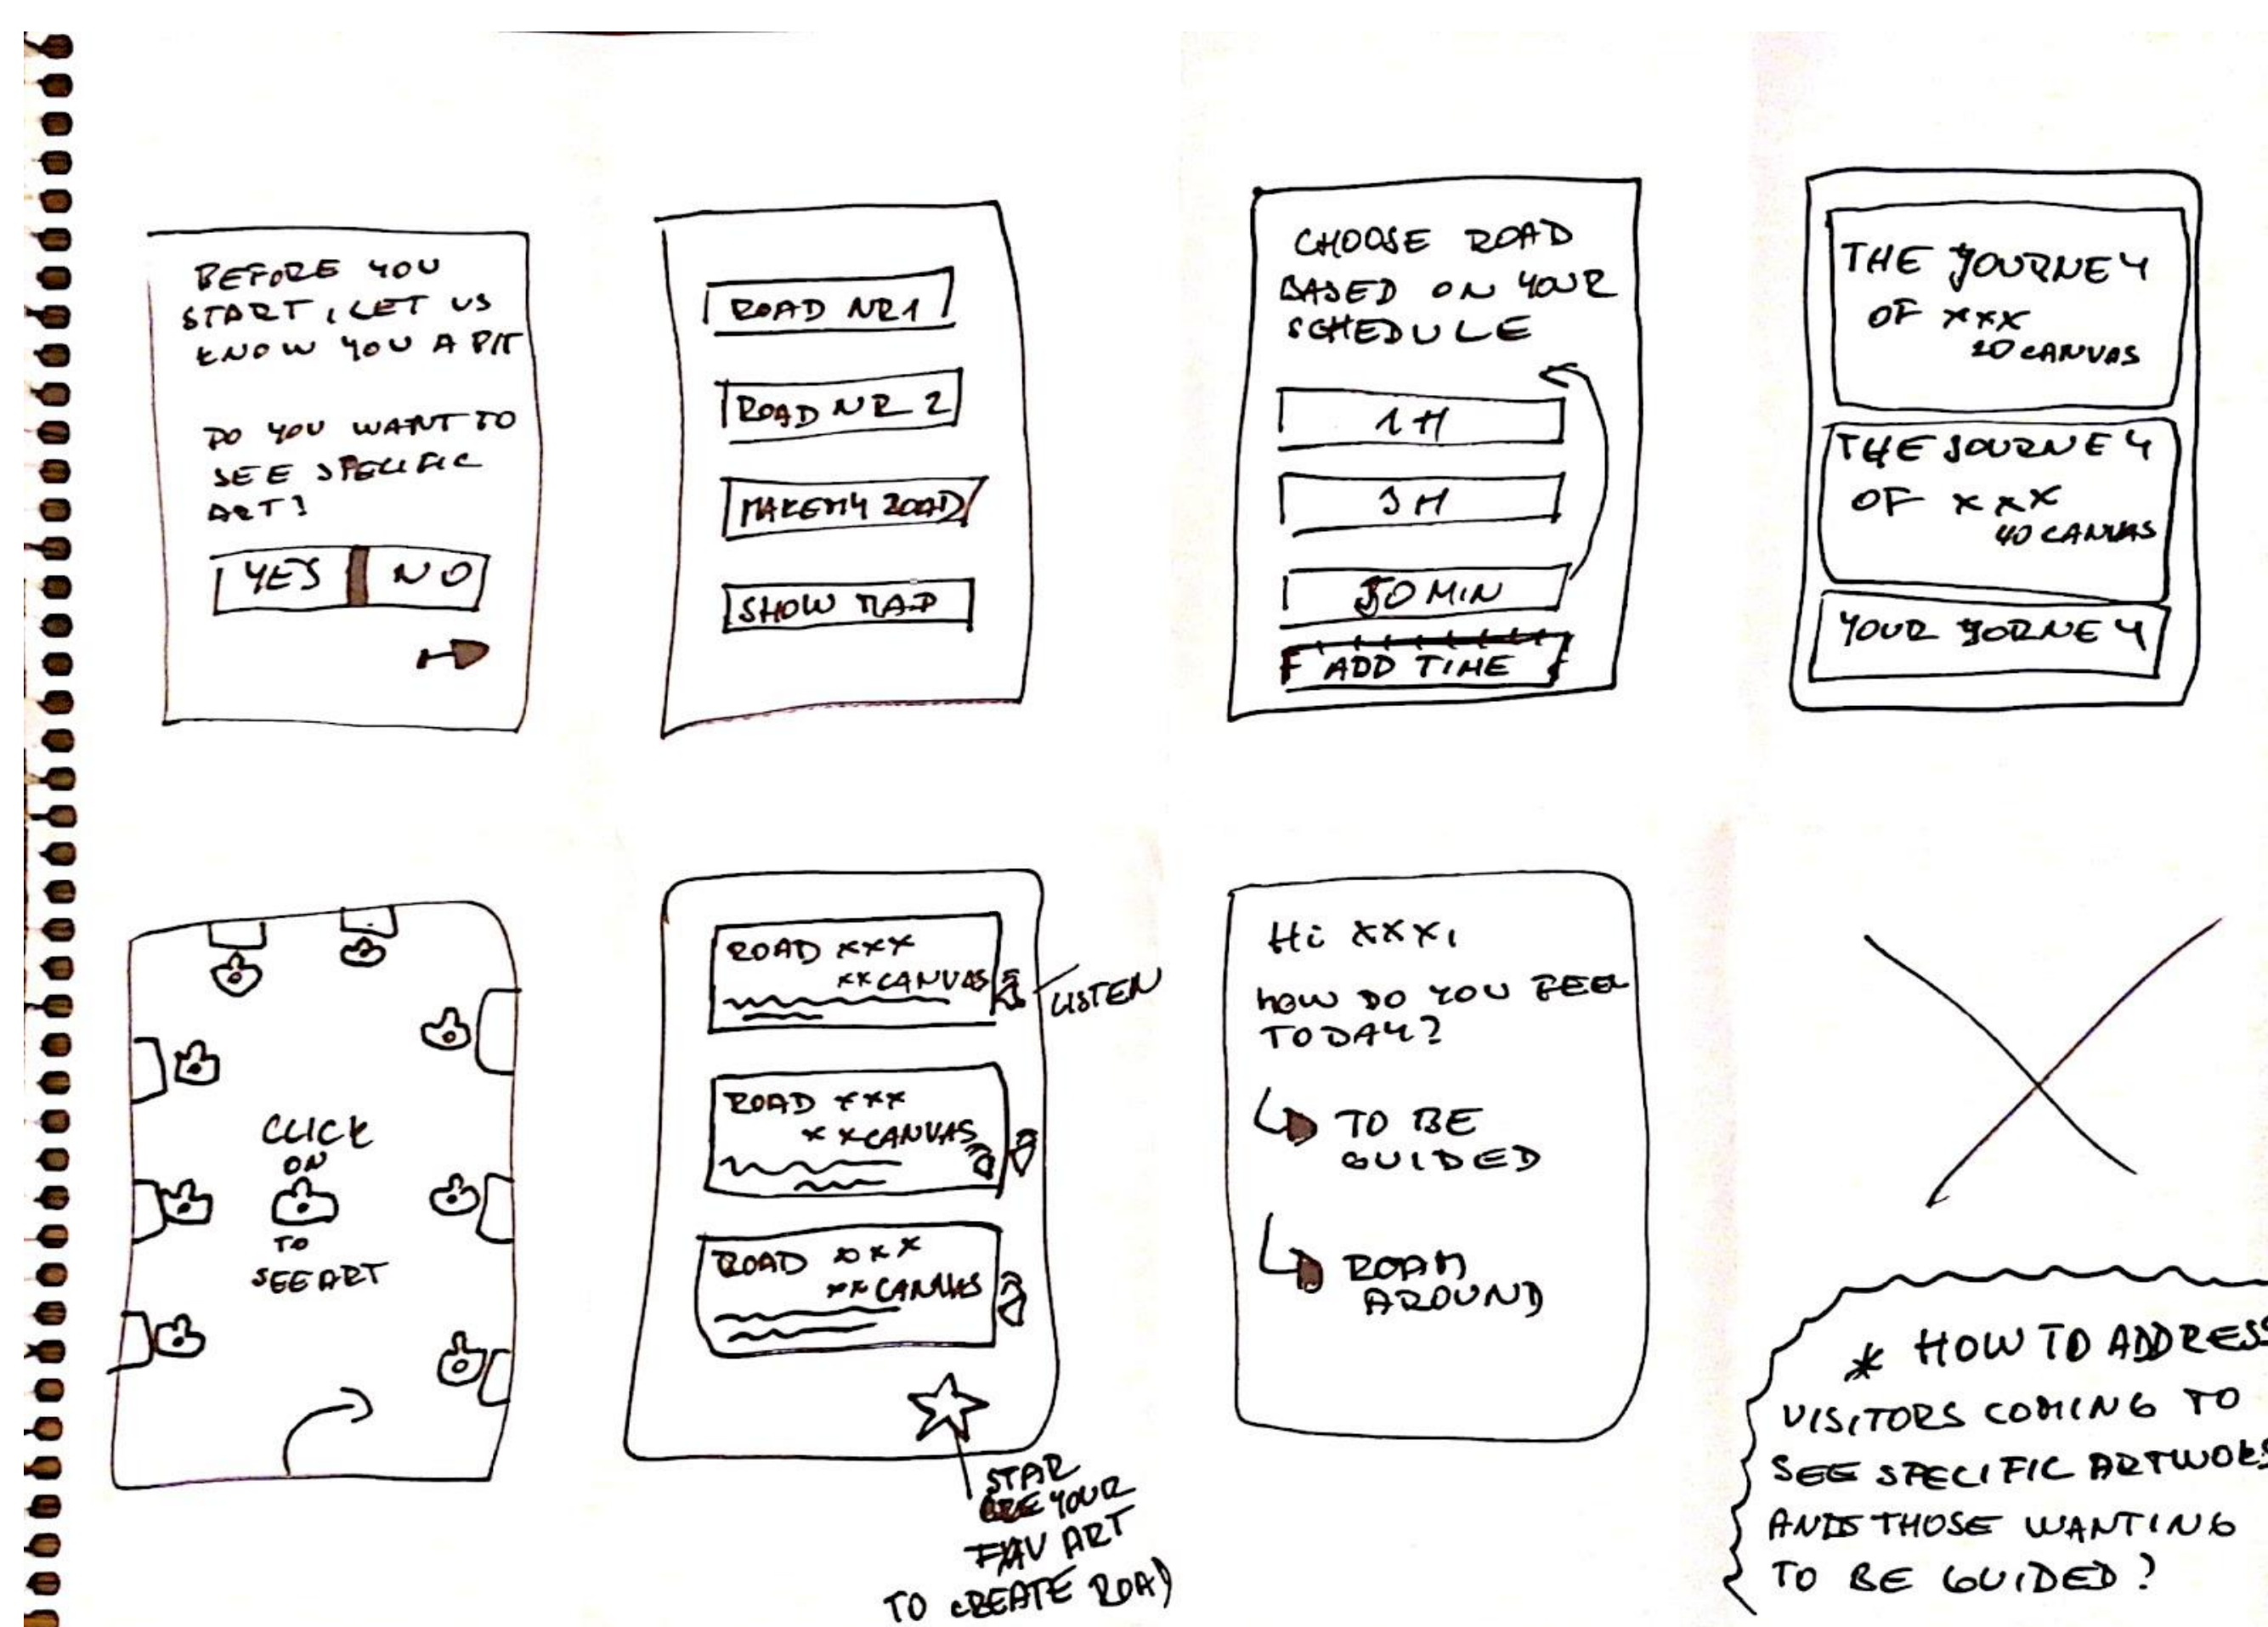 BEFORE YOU
START, LET US
KNOW YOU A BIT
DO YOU WANT TO
SEE SPECIFIC
ART?
YES NO
ROAD NR1
ROAD NR 2
MAKE MY ROAD
SHOW MAP
CHOOSE ROAD
BASED ON YOUR
SCHEDULE
1 H
3 H
30 MIN
ADD TIME
THE JOURNEY
OF xxx
20 CANVAS
THE JOURNEY
OF xxx
40 CANVAS
YOUR JORNEY
CLICK
ON
TO
SEE ART
ROAD xxx
xx CANVAS
LISTEN
ROAD xxx
xx CANVAS
ROAD xxx
xx CANVAS
STAR
YOUR
FAV ART
TO CREATE ROAD
Hi xxx,
HOW DO YOU FEEL
TODAY?
TO BE
GUIDED
ROAM
AROUND
* HOW TO ADDRESS
VISITORS COMING TO
SEE SPECIFIC ARTWORKS
AND THOSE WANTING
TO BE GUIDED?